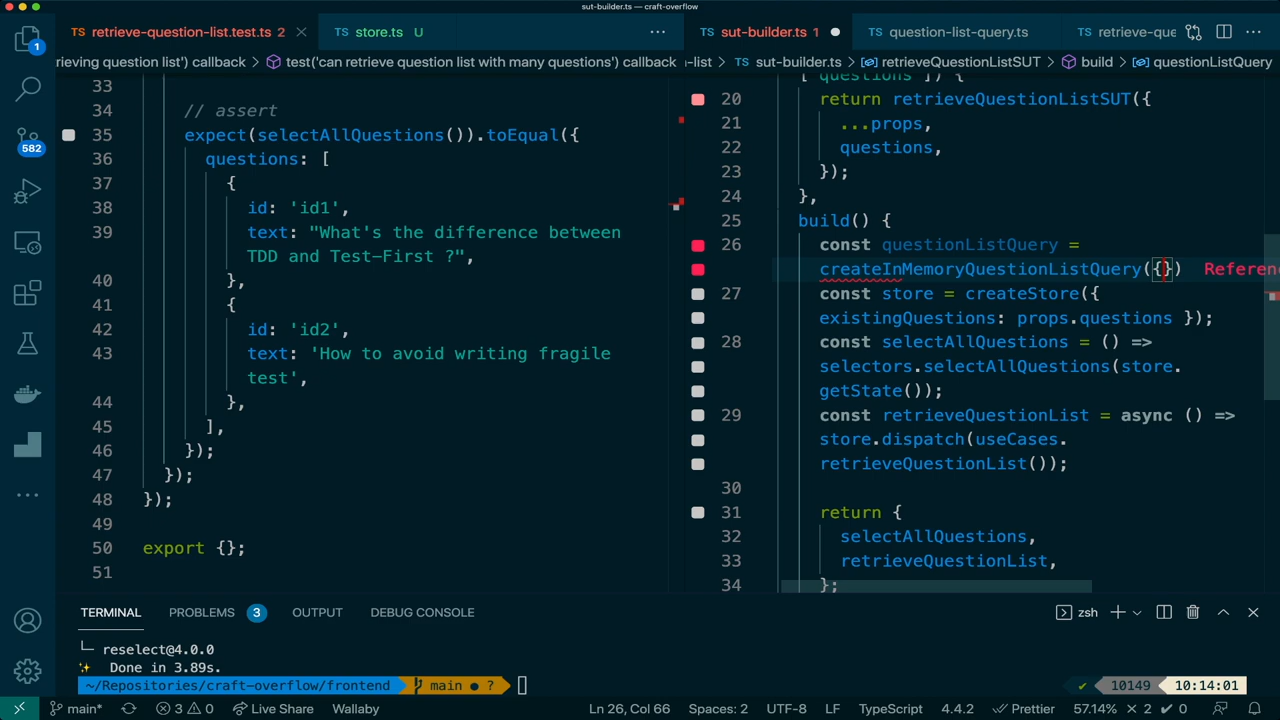 sut-builder.ts — craft-overflow
TS retrieve-question-list.test.ts 2
TS store.ts U
TS sut-builder.ts 1
TS question-list-query.ts
TS retrieve-que
rieving question list') callback > test('can retrieve question list with many questions') callback
-list > TS sut-builder.ts > retrieveQuestionListSUT > build > questionListQuery
33
34 // assert
35 expect(selectAllQuestions()).toEqual({
36 questions: [
37 {
38 id: 'id1',
39 text: "What's the difference between
TDD and Test-First ?",
40 },
41 {
42 id: 'id2',
43 text: 'How to avoid writing fragile
test',
44 },
45 ],
46 });
47 });
48 });
49
50 export {};
51
['questions']) {
20 return retrieveQuestionListSUT({
21 ...props,
22 questions,
23 });
24 },
25 build() {
26 const questionListQuery =
createInMemoryQuestionListQuery({}) Referenc
27 const store = createStore({
existingQuestions: props.questions });
28 const selectAllQuestions = () =>
selectors.selectAllQuestions(store.
getState());
29 const retrieveQuestionList = async () =>
store.dispatch(useCases.
retrieveQuestionList());
30
31 return {
32 selectAllQuestions,
33 retrieveQuestionList,
34 };
1
582
TERMINAL PROBLEMS 3 OUTPUT DEBUG CONSOLE
zsh
└─ reselect@4.0.0
✨ Done in 3.89s.
~/Repositories/craft-overflow/frontend main ● ?
✔ 10149 10:14:01
main* 3 0 Live Share Wallaby Ln 26, Col 66 Spaces: 2 UTF-8 LF TypeScript 4.4.2 Prettier 57.14% × 2 ✓ 0